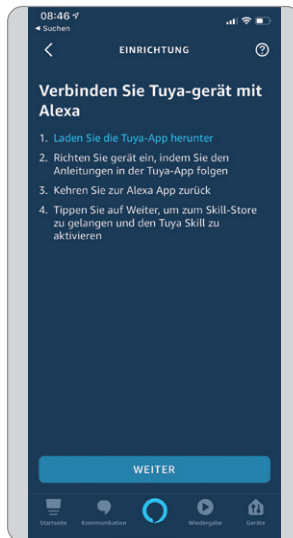 08:46
◄ Suchen
EINRICHTUNG
Verbinden Sie Tuya-gerät mit
Alexa
1. Laden Sie die Tuya-App herunter
2. Richten Sie gerät ein, indem Sie den
Anleitungen in der Tuya-App folgen
3. Kehren Sie zur Alexa App zurück
4. Tippen Sie auf Weiter, um zum Skill-Store
zu gelangen und den Tuya Skill zu
aktivieren
WEITER
Startseite Kommunikation Wiedergabe Geräte